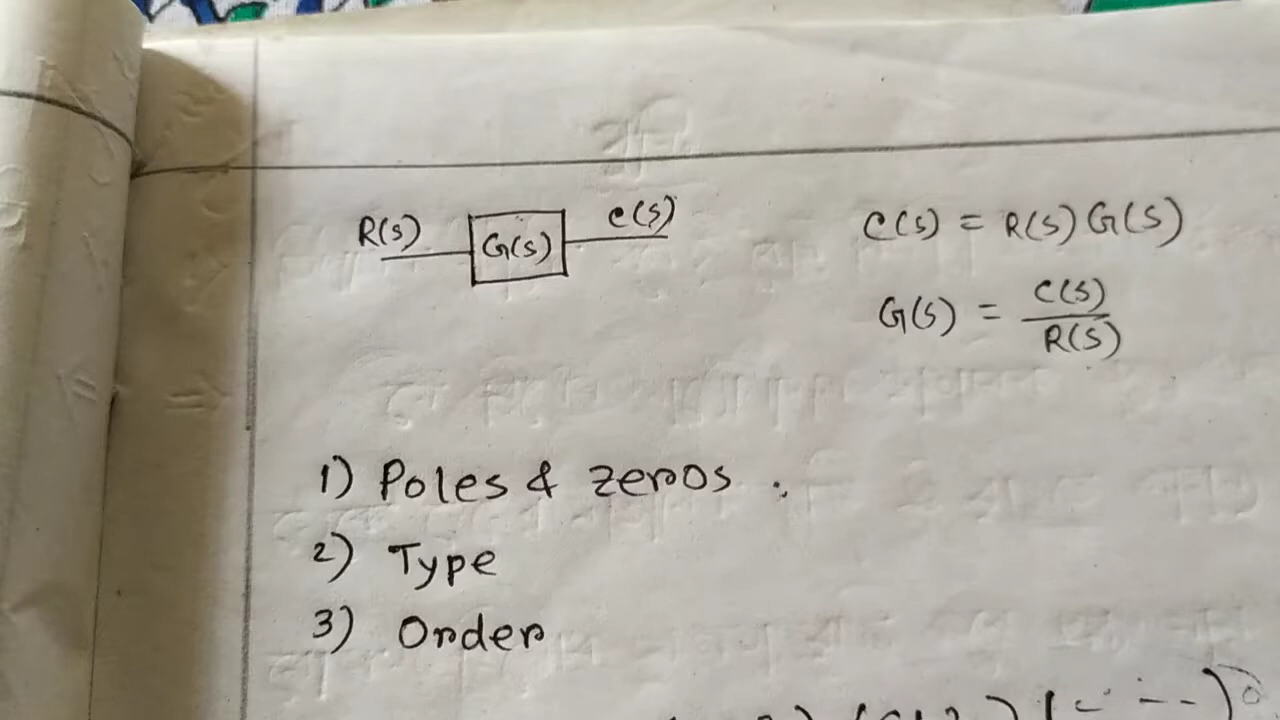 R(s) G(s) C(s)
C(s) = R(s) G(s)
G(s) = C(s) / R(s)
1) Poles & zeros :
2) Type
3) Order